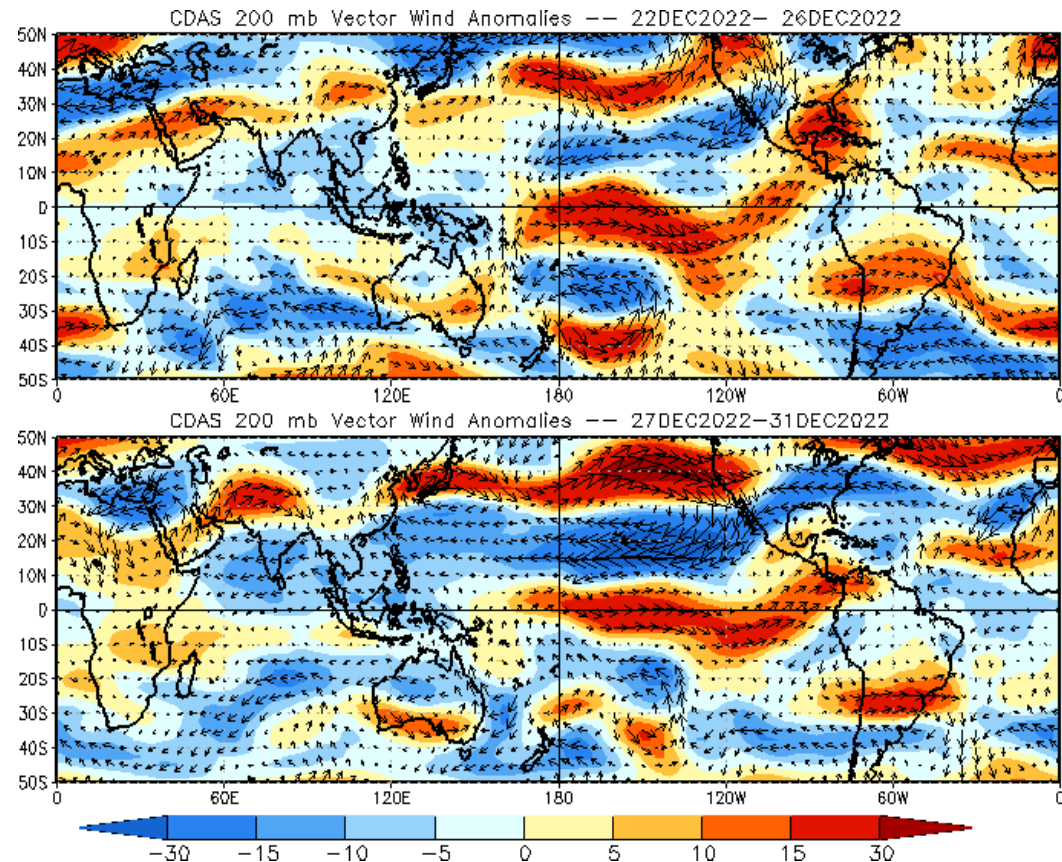 CDAS 200 mb Vector Wind Anomalies -- 22DEC2022- 26DEC2022
50N
40N
30N
20N
10N
0
10S
20S
30S
40S
50S
0 60E 120E 180 120W 60W 0
CDAS 200 mb Vector Wind Anomalies -- 27DEC2022-31DEC2022
50N
40N
30N
20N
10N
0
10S
20S
30S
40S
50S
0 60E 120E 180 120W 60W 0
-30 -15 -10 -5 0 5 10 15 30